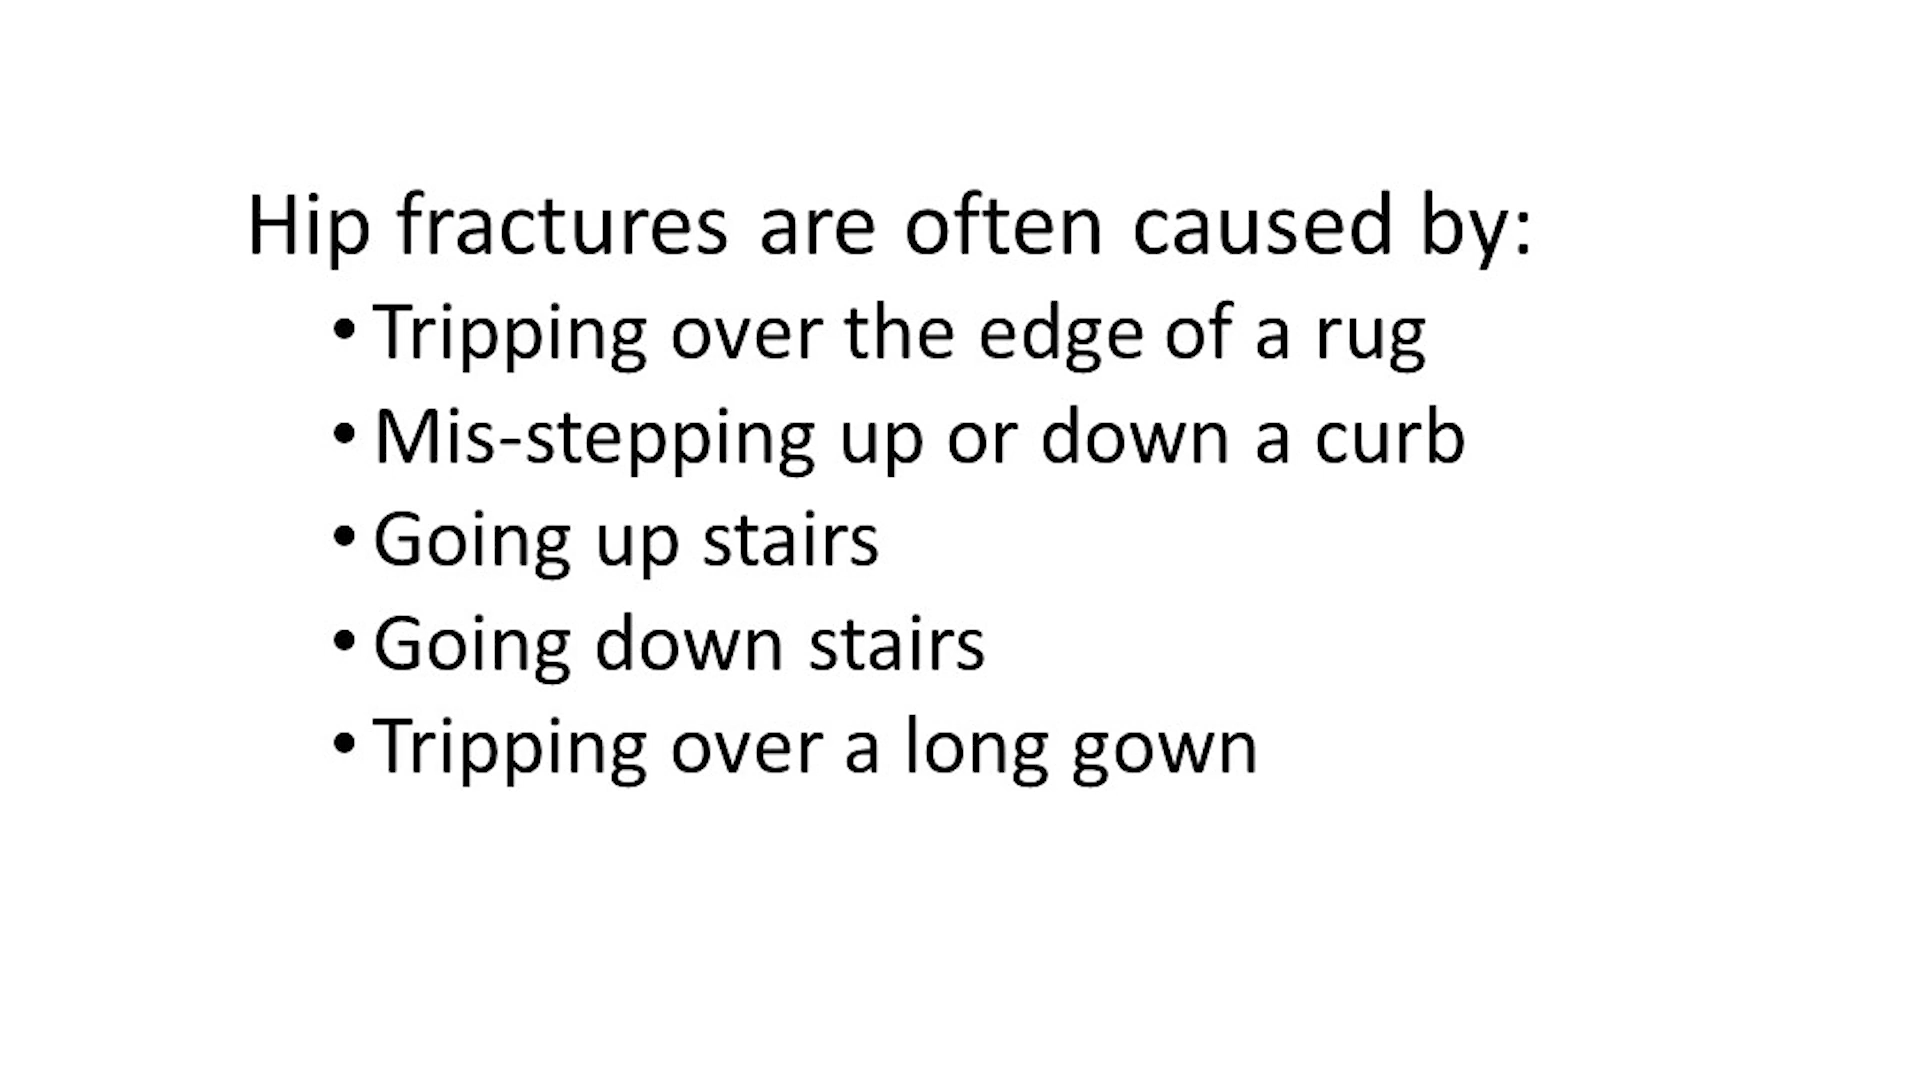 Hip fractures are often caused by:
• Tripping over the edge of a rug
• Mis-stepping up or down a curb
• Going up stairs
• Going down stairs
• Tripping over a long gown